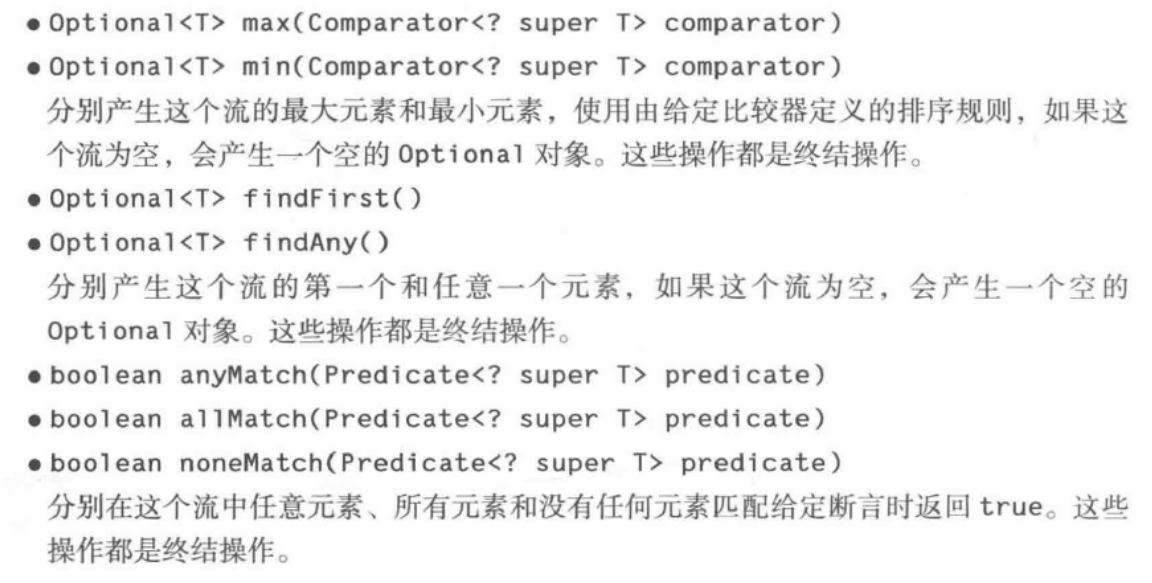 ● Optional<T> max(Comparator<? super T> comparator)
● Optional<T> min(Comparator<? super T> comparator)
分别产生这个流的最大元素和最小元素，使用由给定比较器定义的排序规则，如果这
个流为空，会产生一个空的 Optional 对象。这些操作都是终结操作。
● Optional<T> findFirst()
● Optional<T> findAny()
分别产生这个流的第一个和任意一个元素，如果这个流为空，会产生一个空的
Optional 对象。这些操作都是终结操作。
● boolean anyMatch(Predicate<? super T> predicate)
● boolean allMatch(Predicate<? super T> predicate)
● boolean noneMatch(Predicate<? super T> predicate)
分别在这个流中任意元素、所有元素和没有任何元素匹配给定断言时返回 true。这些
操作都是终结操作。